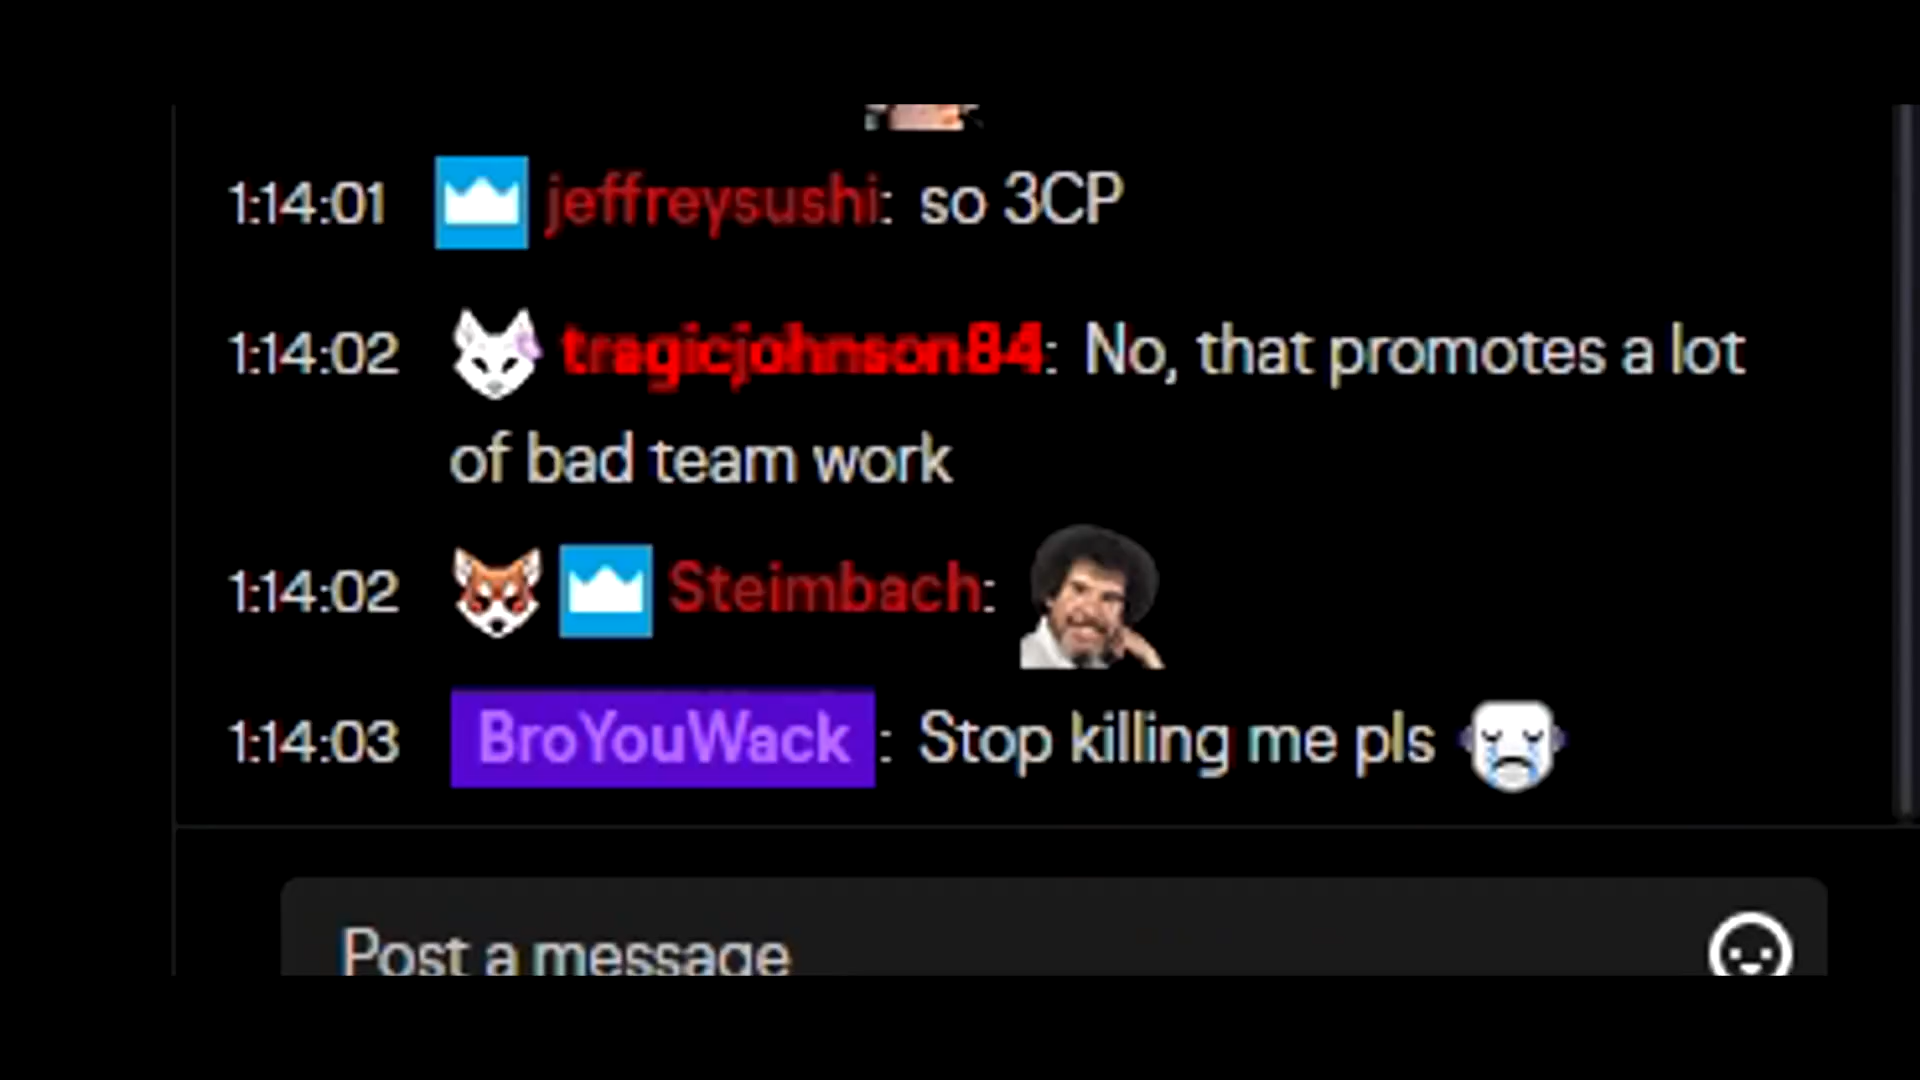 1:14:01 jeffreysushi: so 3CP
1:14:02 tragicjohnson84: No, that promotes a lot
of bad team work
1:14:02 Steimbach:
1:14:03 BroYouWack : Stop killing me pls
Post a message